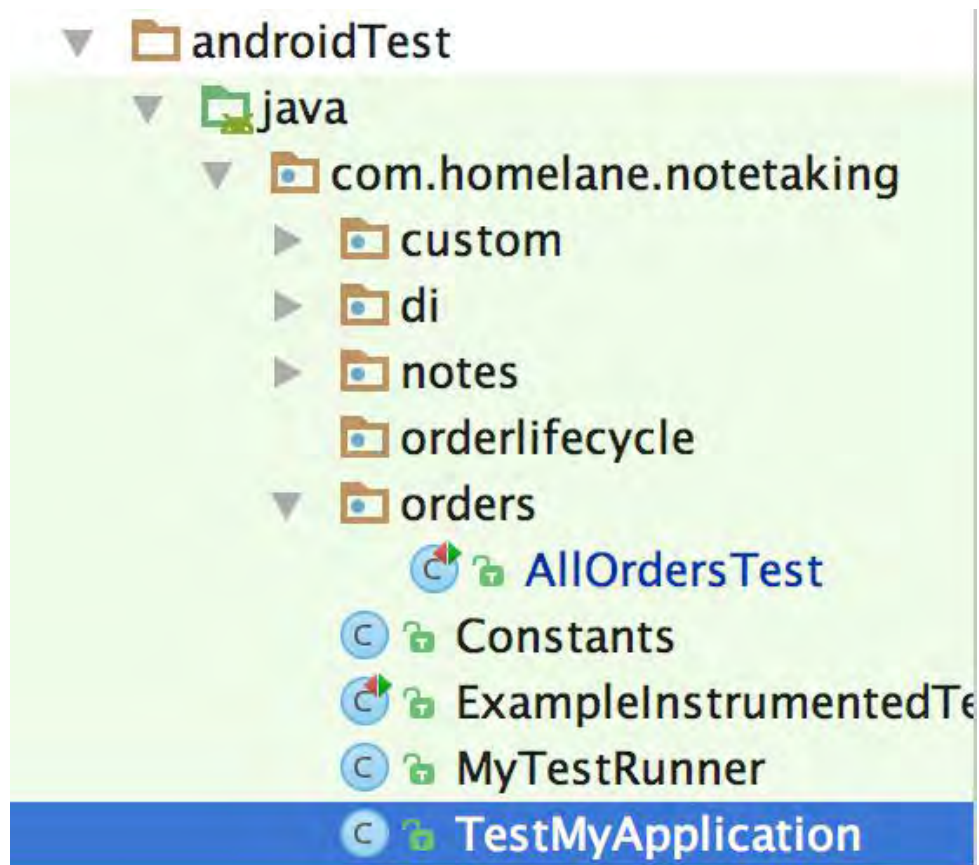 androidTest
java
com.homelane.notetaking
custom
di
notes
orderlifecycle
orders
AllOrdersTest
Constants
ExampleInstrumentedTe
MyTestRunner
TestMyApplication